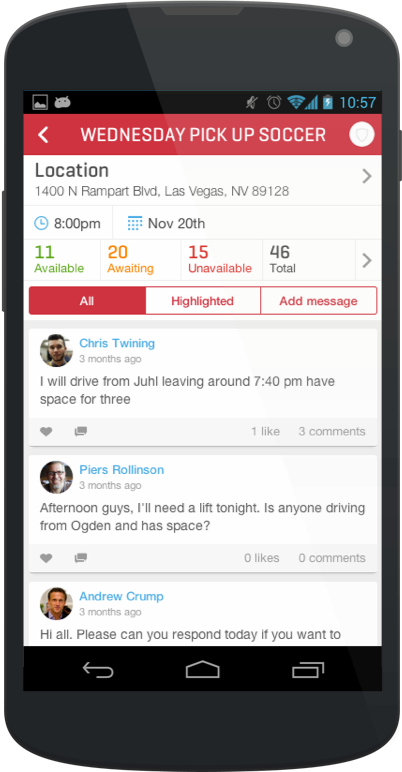 10:57
WEDNESDAY PICK UP SOCCER
Location
1400 N Rampart Blvd, Las Vegas, NV 89128
8:00pm Nov 20th
11 20 15 46
Available Awaiting Unavailable Total
All Highlighted Add message
Chris Twining
3 months ago
I will drive from Juhl leaving around 7:40 pm have
space for three
1 like 3 comments
Piers Rollinson
3 months ago
Afternoon guys, I'll need a lift tonight. Is anyone driving
from Ogden and has space?
0 likes 0 comments
Andrew Crump
3 months ago
Hi all. Please can you respond today if you want to